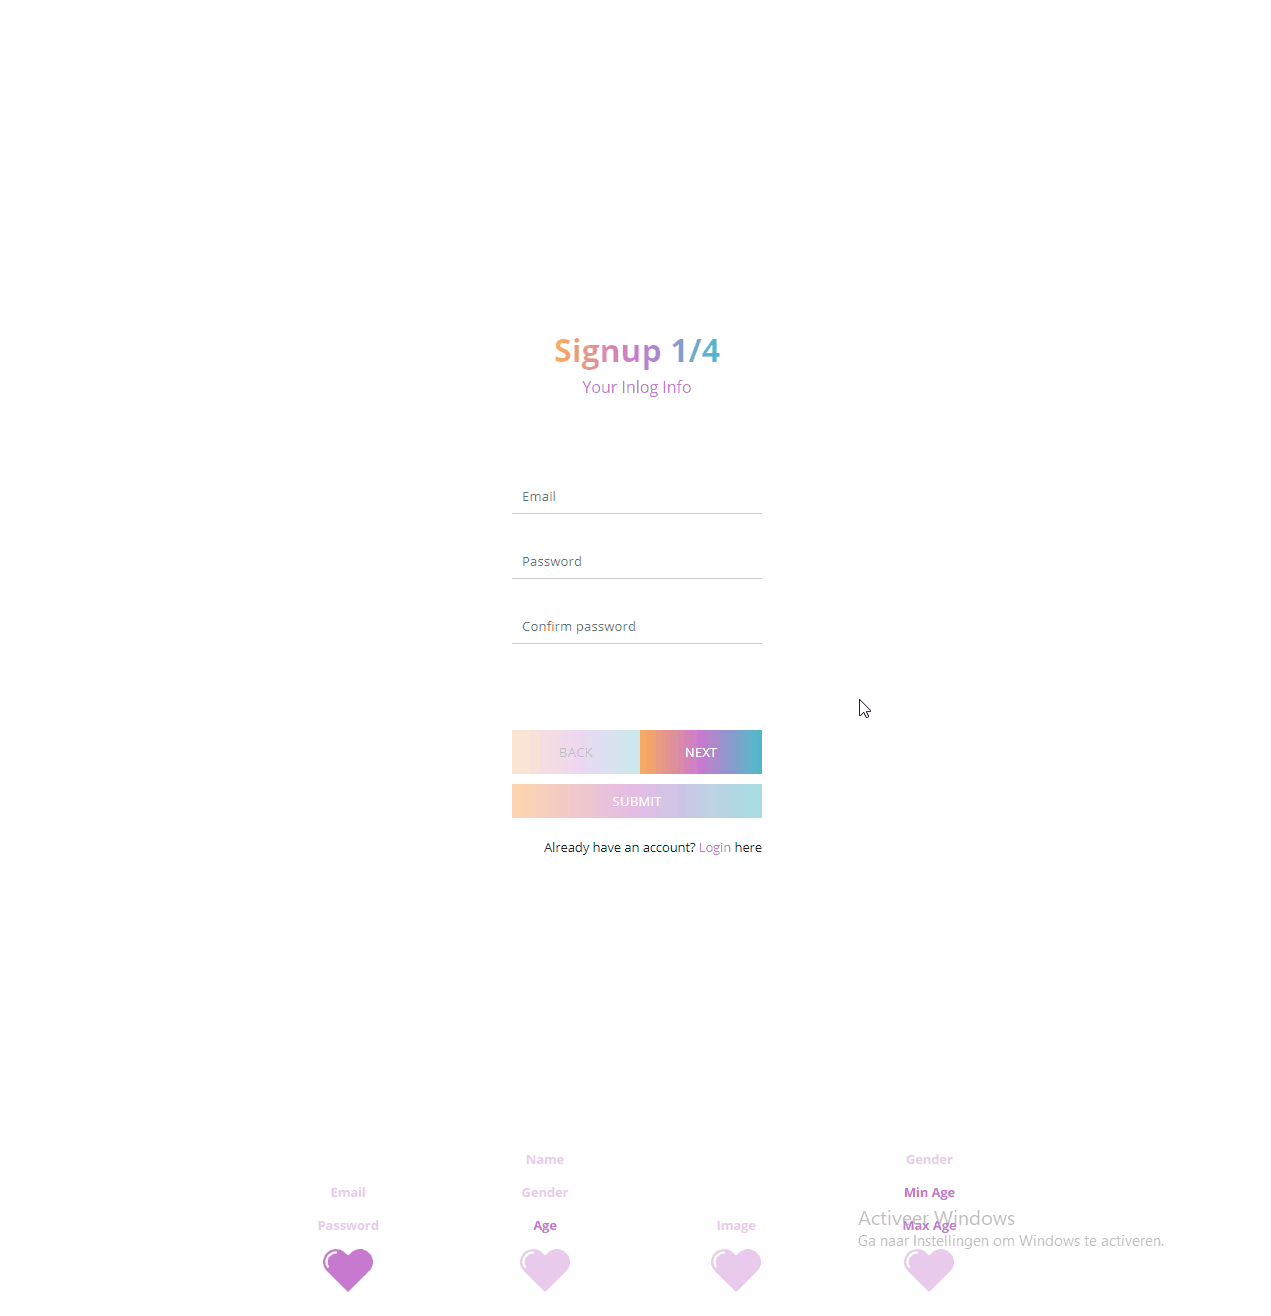 Signup 1/4
Your Inlog Info
Email
Password
Confirm password
BACK NEXT
SUBMIT
Already have an account? Login here
Name Gender
Email Gender Min Age
Password Age Image Max Age
Activeer Windows
Ga naar Instellingen om Windows te activeren.